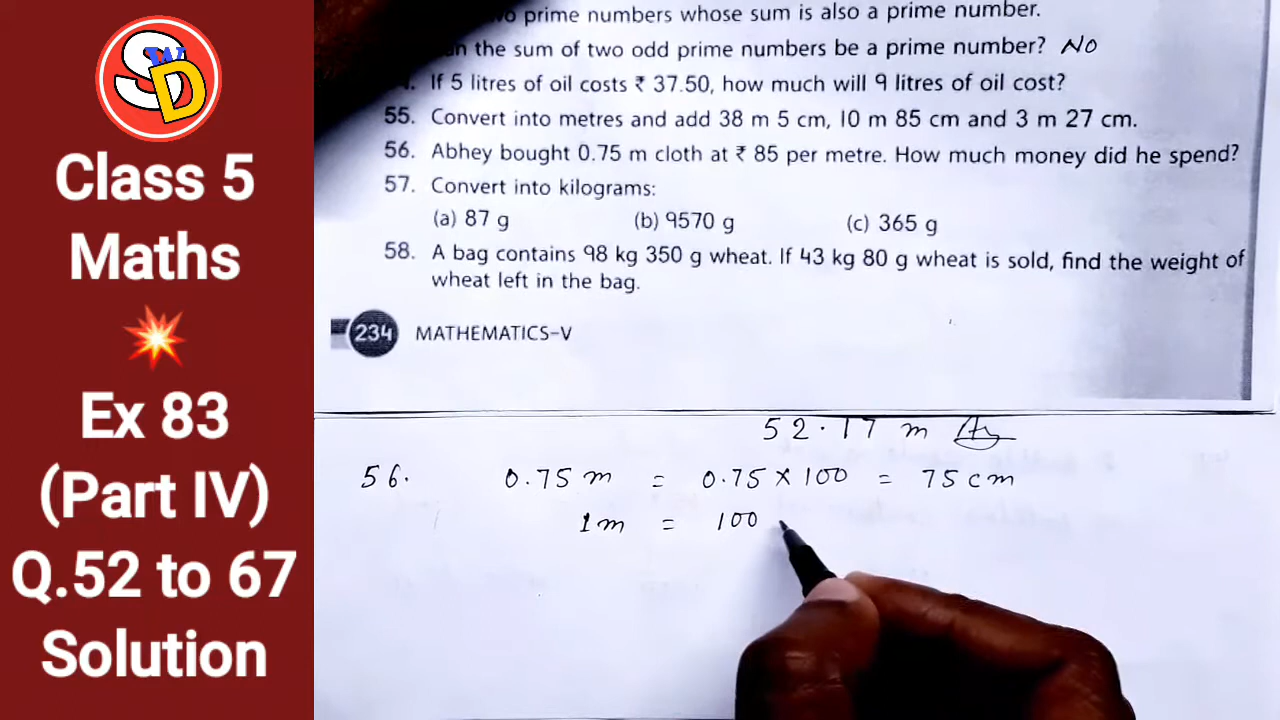 SWD
Class 5
Maths
Ex 83
(Part IV)
Q.52 to 67
Solution
prime numbers whose sum is also a prime number.
the sum of two odd prime numbers be a prime number? NO
If 5 litres of oil costs ₹ 37.50, how much will 9 litres of oil cost?
55. Convert into metres and add 38 m 5 cm, 10 m 85 cm and 3 m 27 cm.
56. Abhey bought 0.75 m cloth at ₹ 85 per metre. How much money did he spend?
57. Convert into kilograms:
(a) 87 g (b) 9570 g (c) 365 g
58. A bag contains 98 kg 350 g wheat. If 43 kg 80 g wheat is sold, find the weight of
wheat left in the bag.
234 MATHEMATICS–V
52.17 m
56. 0.75 m = 0.75 × 100 = 75 cm
1 m = 100